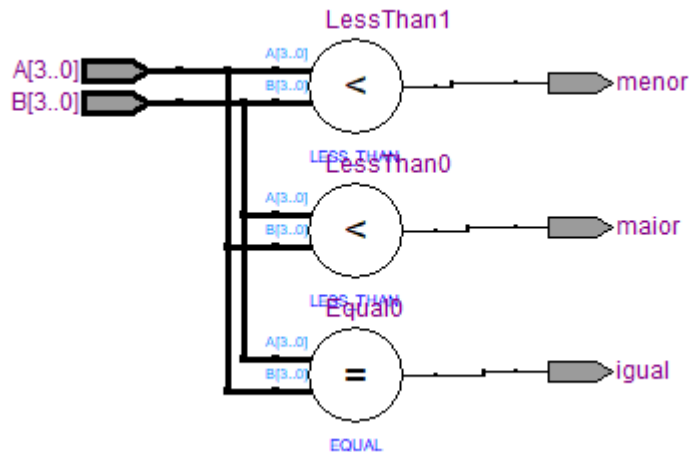 LessThan1
A[3..0]
A[3..0]
B[3..0]
B[3..0]
<
menor
LESS_THAN
LessThan0
A[3..0]
B[3..0]
<
maior
LESS_THAN
Equal0
A[3..0]
B[3..0]
=
igual
EQUAL